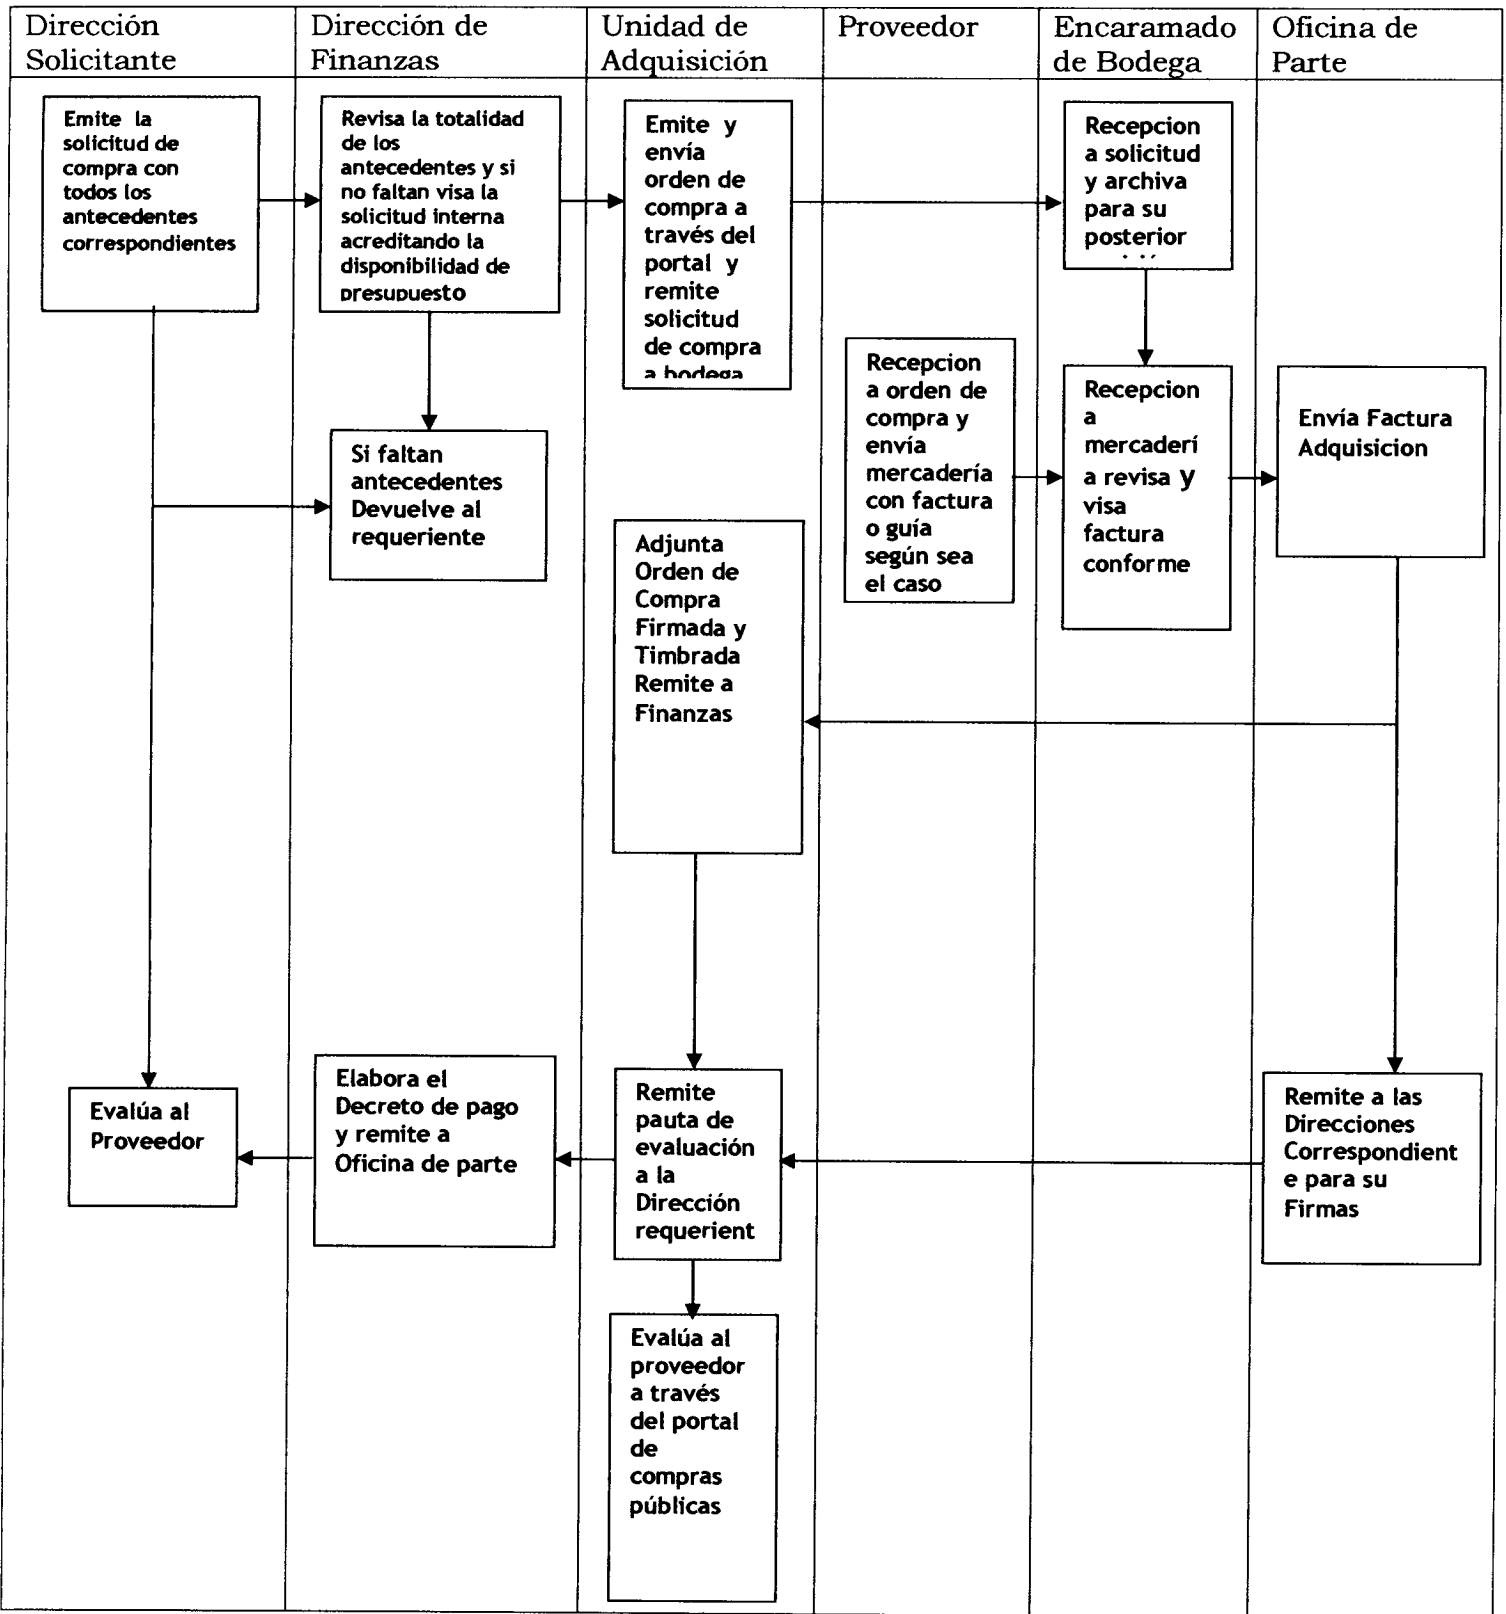 Dirección
Solicitante
Dirección de
Finanzas
Unidad de
Adquisición
Proveedor
Encaramado
de Bodega
Oficina de
Parte
Emite la
solicitud de
compra con
todos los
antecedentes
correspondientes
Revisa la totalidad
de los
antecedentes y si
no faltan visa la
solicitud interna
acreditando la
disponibilidad de
presupuesto
Emite y
envía
orden de
compra a
través del
portal y
remite
solicitud
de compra
a bodega
Recepcion
a solicitud
y archiva
para su
posterior
Recepcion
a orden de
compra y
envía
mercadería
con factura
o guía
según sea
el caso
Recepcion
a
mercaderí
a revisa y
visa
factura
conforme
Envía Factura
Adquisicion
Si faltan
antecedentes
Devuelve al
requeriente
Adjunta
Orden de
Compra
Firmada y
Timbrada
Remite a
Finanzas
Evalúa al
Proveedor
Elabora el
Decreto de pago
y remite a
Oficina de parte
Remite
pauta de
evaluación
a la
Dirección
requerient
Remite a las
Direcciones
Correspondient
e para su
Firmas
Evalúa al
proveedor
a través
del portal
de
compras
públicas